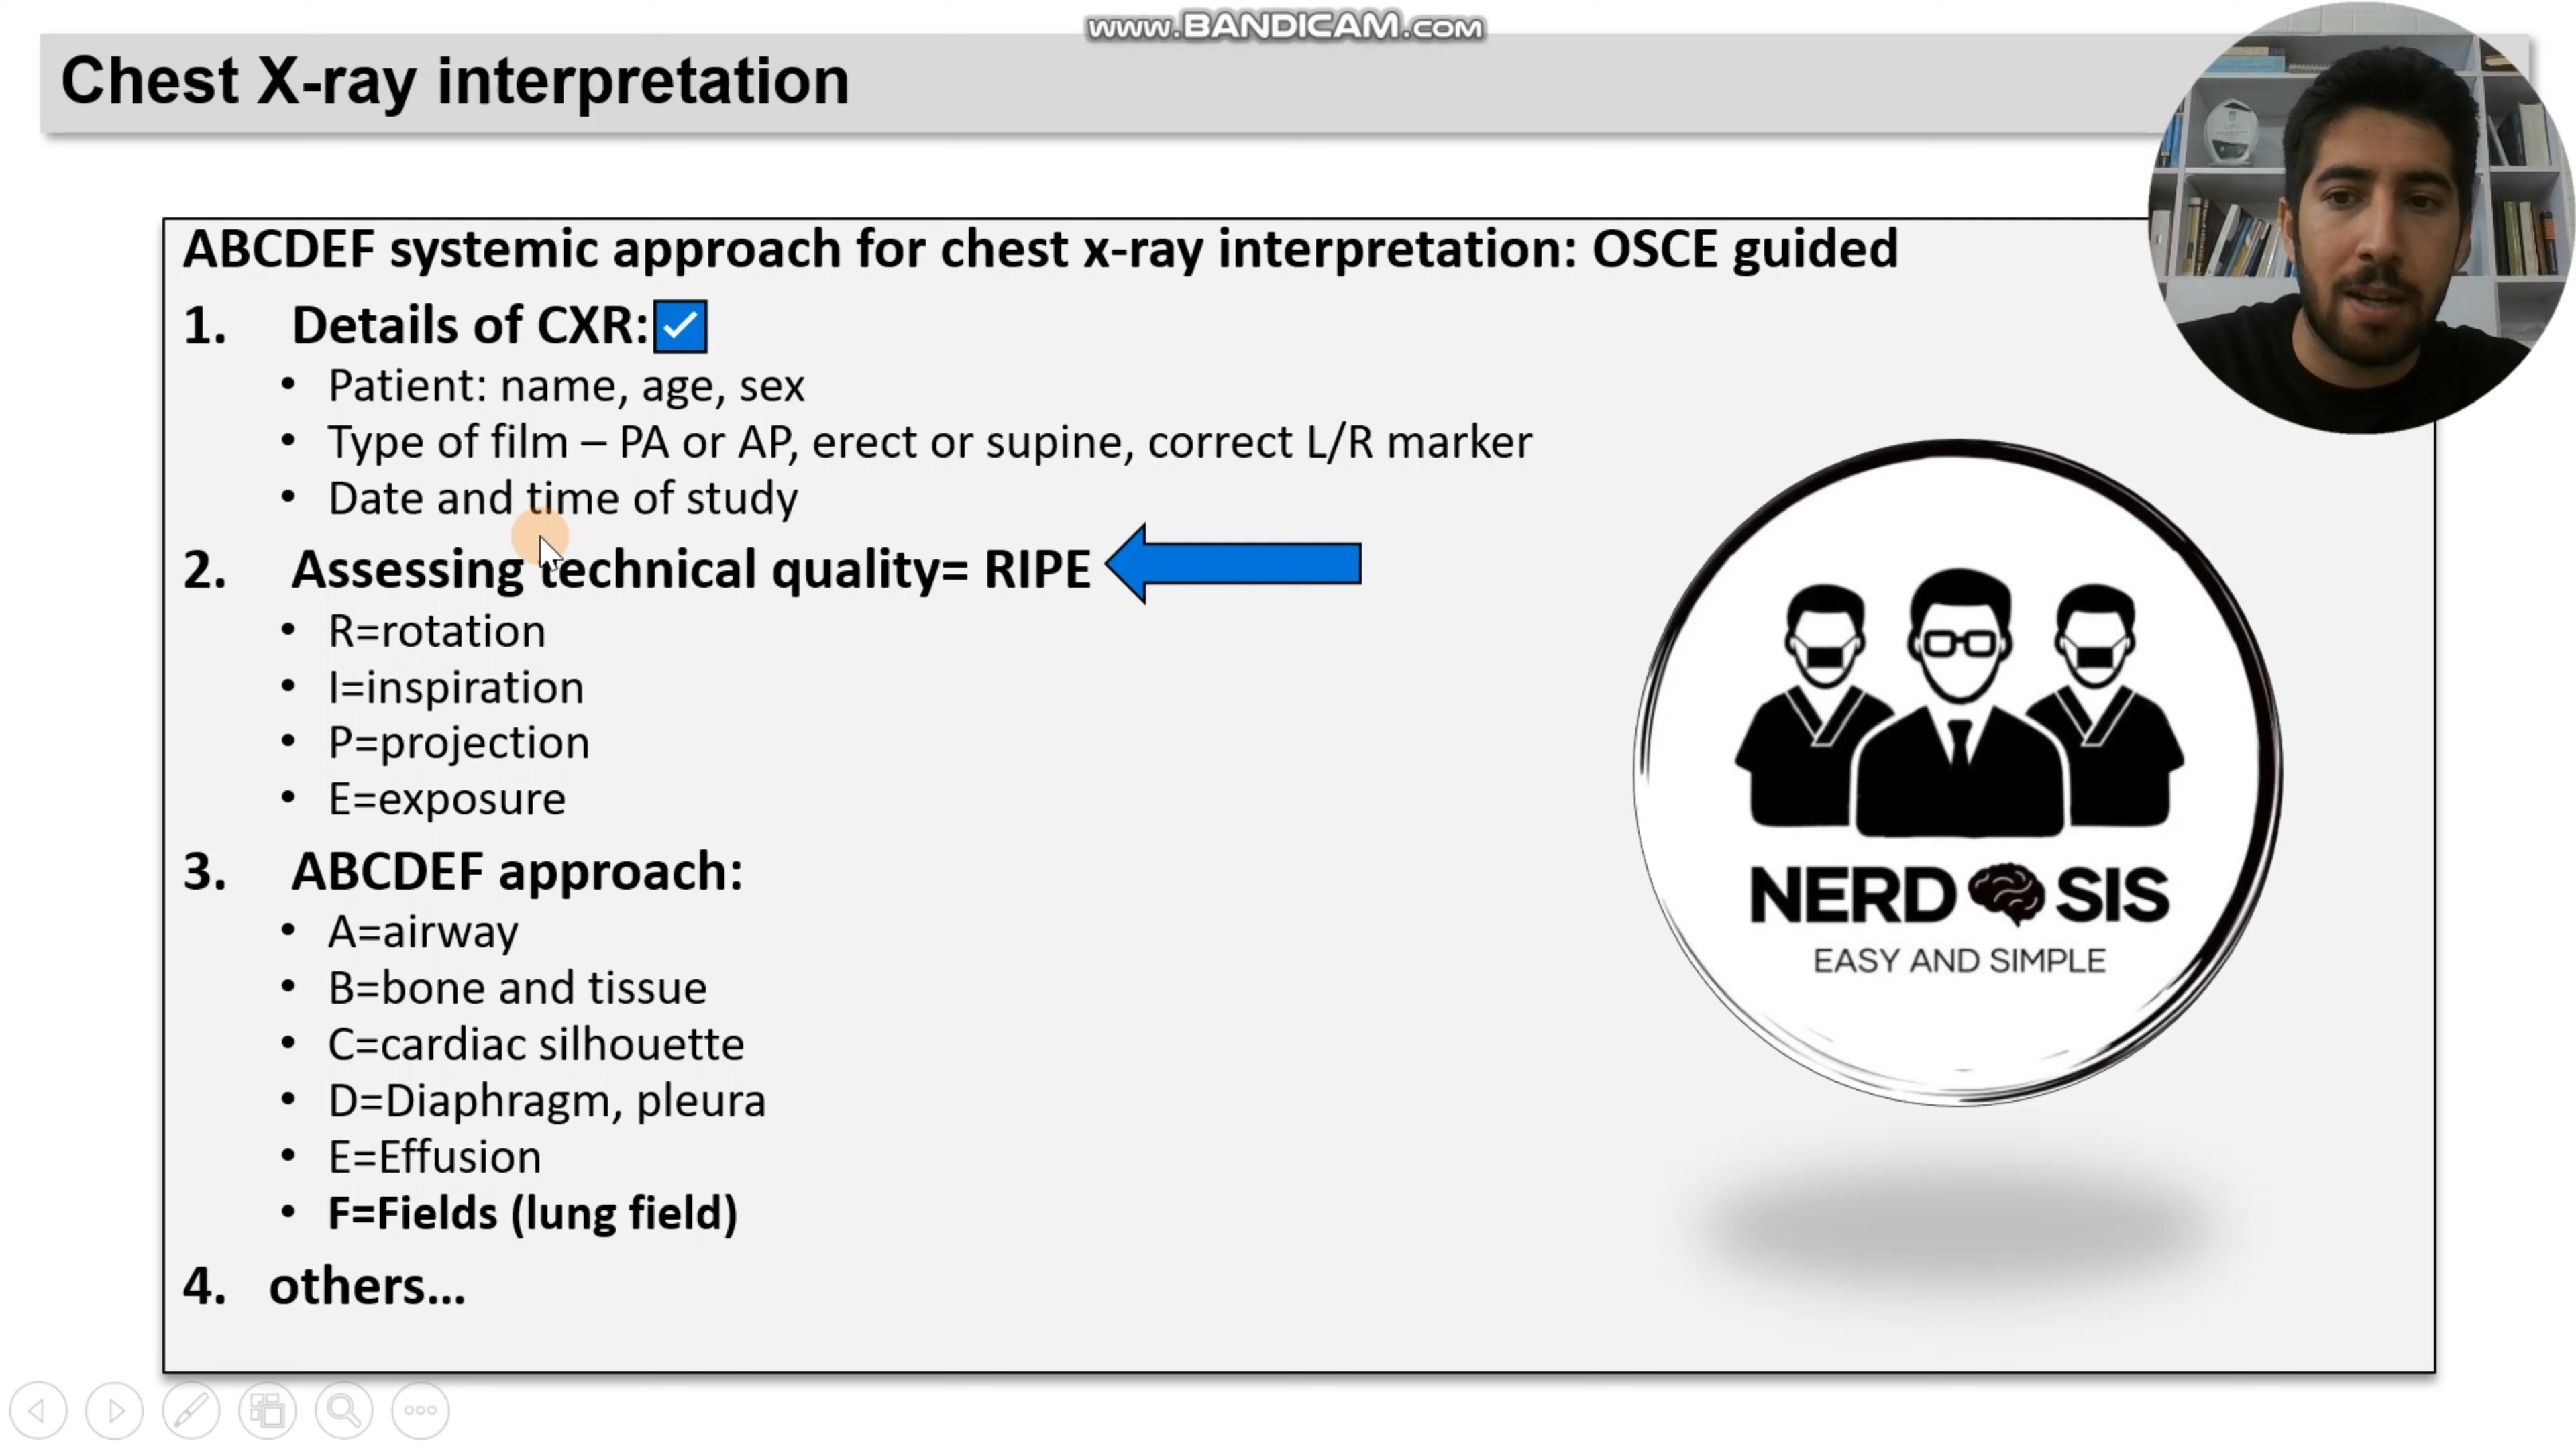 www.BANDICAM.com
Chest X-ray interpretation
ABCDEF systemic approach for chest x-ray interpretation: OSCE guided
1. Details of CXR:
• Patient: name, age, sex
• Type of film – PA or AP, erect or supine, correct L/R marker
• Date and time of study
2. Assessing technical quality= RIPE
• R=rotation
• I=inspiration
• P=projection
• E=exposure
3. ABCDEF approach:
• A=airway
• B=bone and tissue
• C=cardiac silhouette
• D=Diaphragm, pleura
• E=Effusion
• F=Fields (lung field)
4. others...
NERD SIS
EASY AND SIMPLE